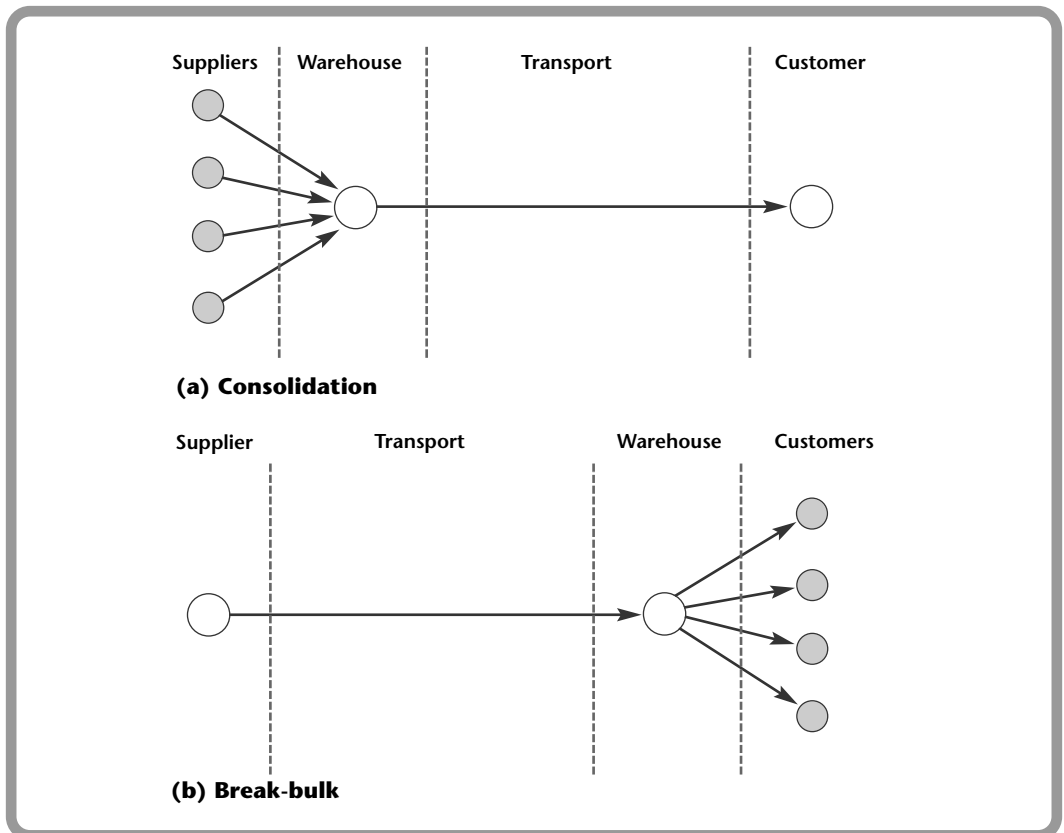 Suppliers Warehouse Transport Customer
(a) Consolidation
Supplier Transport Warehouse Customers
(b) Break-bulk